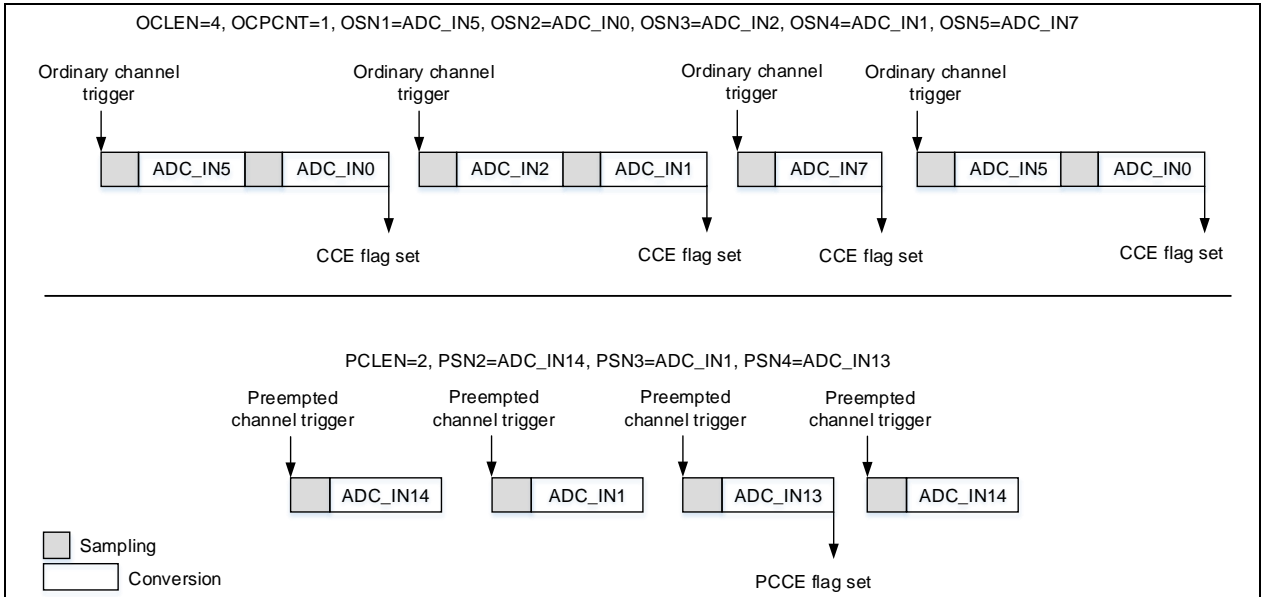 OCLEN=4, OCPCNT=1, OSN1=ADC_IN5, OSN2=ADC_IN0, OSN3=ADC_IN2, OSN4=ADC_IN1, OSN5=ADC_IN7
Ordinary channel
trigger
Ordinary channel
trigger
Ordinary channel
trigger
Ordinary channel
trigger
ADC_IN5
ADC_IN0
ADC_IN2
ADC_IN1
ADC_IN7
ADC_IN5
ADC_IN0
CCE flag set
CCE flag set
CCE flag set
CCE flag set
PCLEN=2, PSN2=ADC_IN14, PSN3=ADC_IN1, PSN4=ADC_IN13
Preempted
channel trigger
Preempted
channel trigger
Preempted
channel trigger
Preempted
channel trigger
ADC_IN14
ADC_IN1
ADC_IN13
ADC_IN14
Sampling
Conversion
PCCE flag set